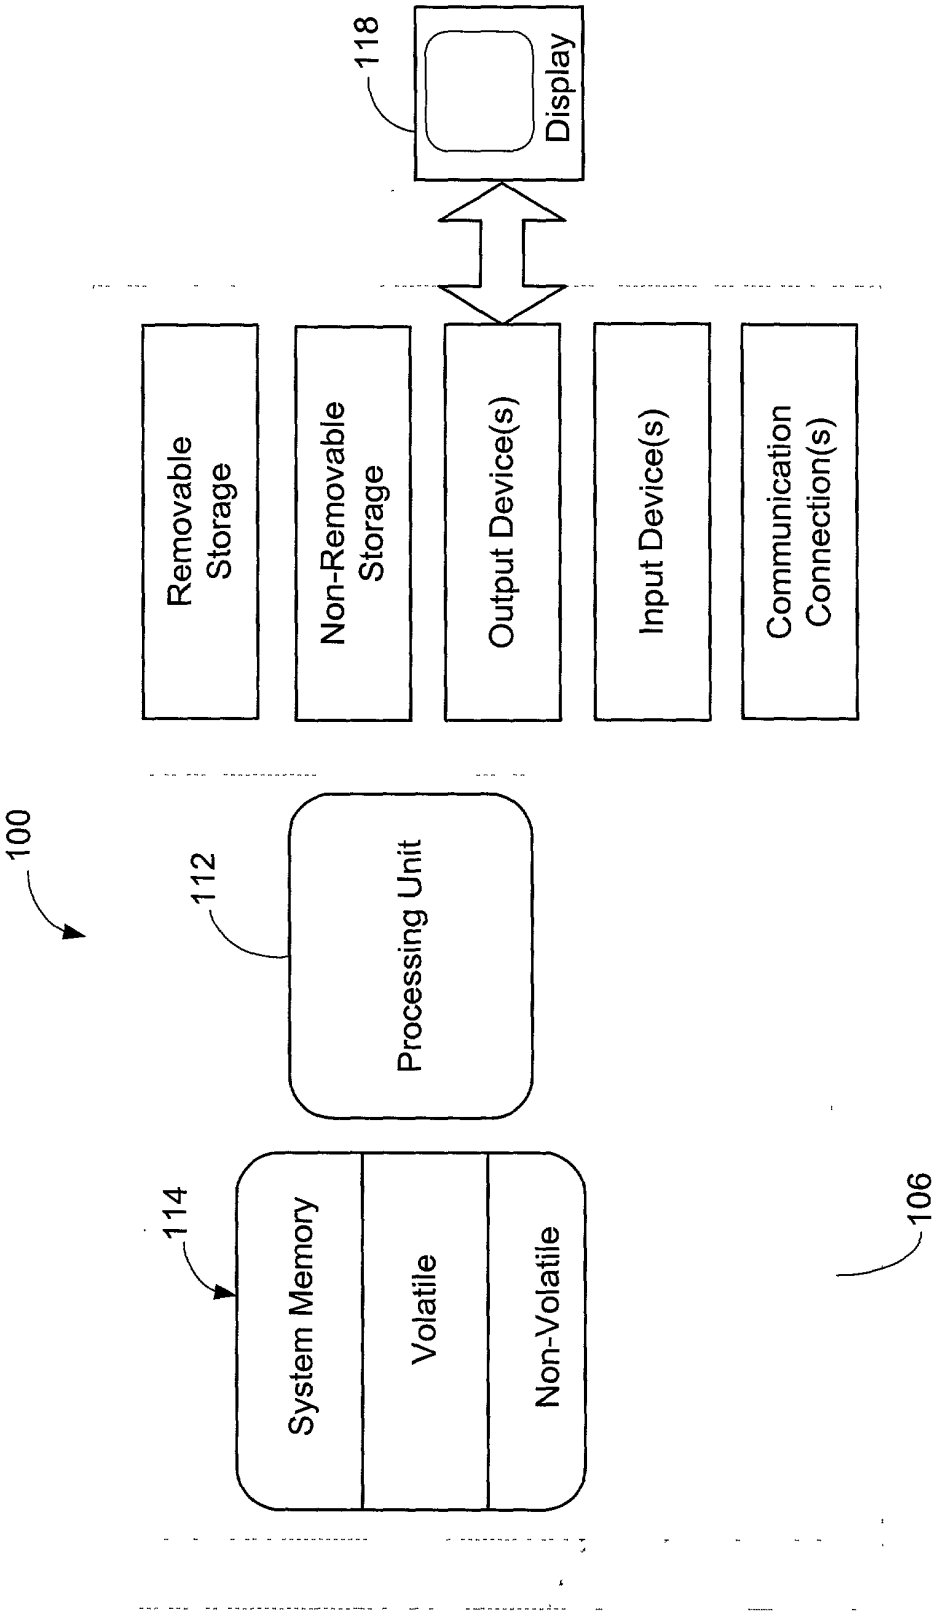 100
114
System Memory
Volatile
Non-Volatile
106
112
Processing Unit
Removable
Storage
Non-Removable
Storage
Output Device(s)
Input Device(s)
Communication
Connection(s)
118
Display